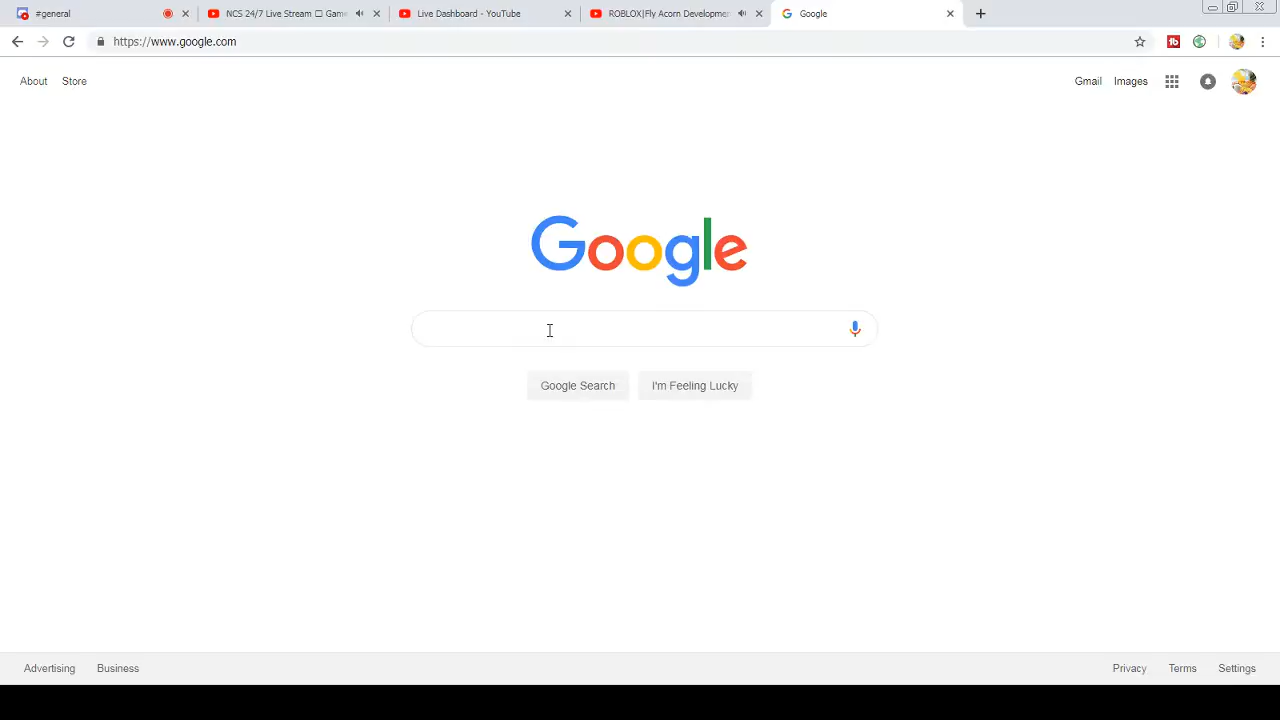 #general
NCS 24/7 Live Stream □ Game
Live Dashboard - YouTube
ROBLOX|Fly Acorn Developmen
Google
https://www.google.com
About
Store
Gmail
Images
Google
Google Search
I'm Feeling Lucky
Advertising
Business
Privacy
Terms
Settings